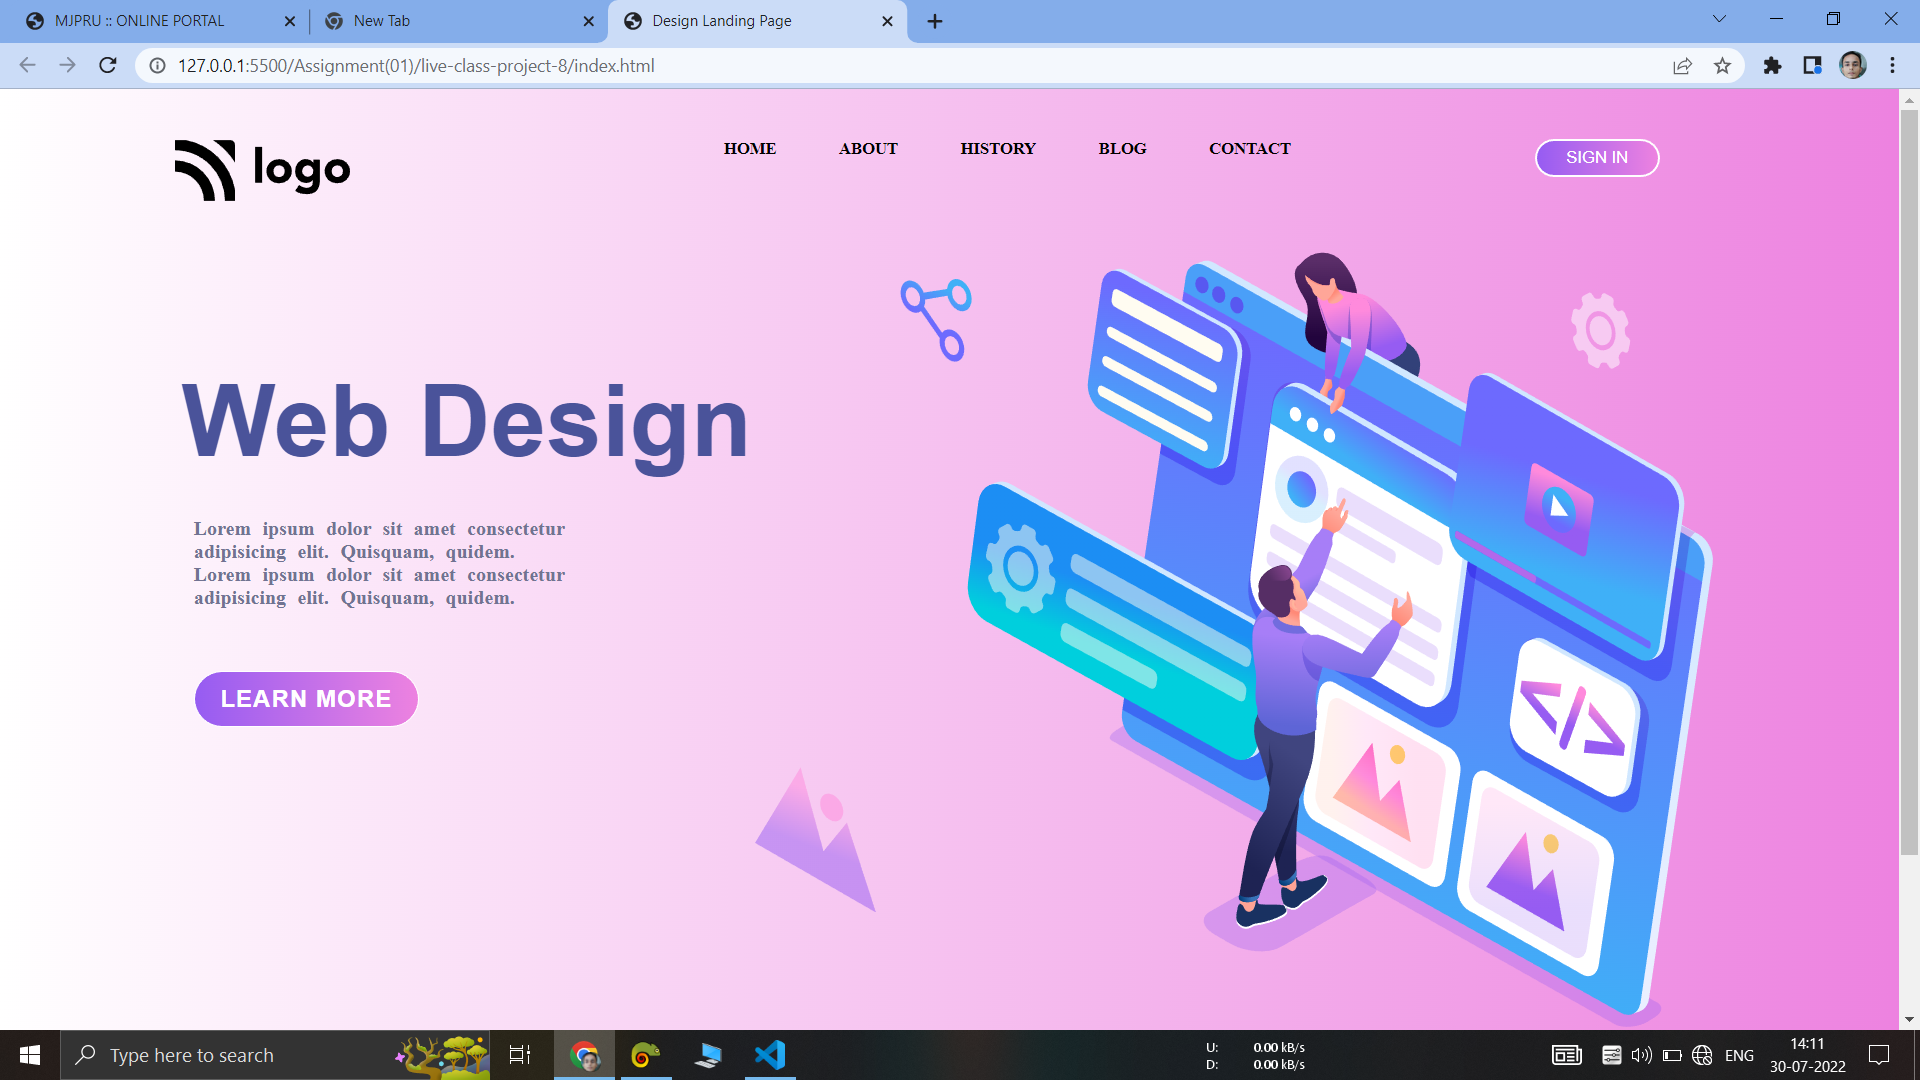 MJPRU :: ONLINE PORTAL
New Tab
Design Landing Page
127.0.0.1:5500/Assignment(01)/live-class-project-8/index.html
logo
HOME ABOUT HISTORY BLOG CONTACT
SIGN IN
Web Design
Lorem ipsum dolor sit amet consectetur
adipisicing elit. Quisquam, quidem.
Lorem ipsum dolor sit amet consectetur
adipisicing elit. Quisquam, quidem.
LEARN MORE
</>
Type here to search
U: 0.00 kB/s
D: 0.00 kB/s
ENG
14:11
30-07-2022